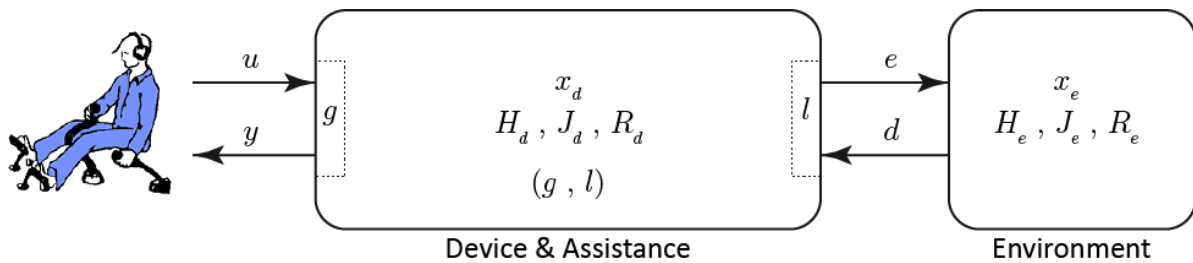 u
y
g
x_d
H_d , J_d , R_d
(g , l)
l
e
d
x_e
H_e , J_e , R_e
Device & Assistance
Environment